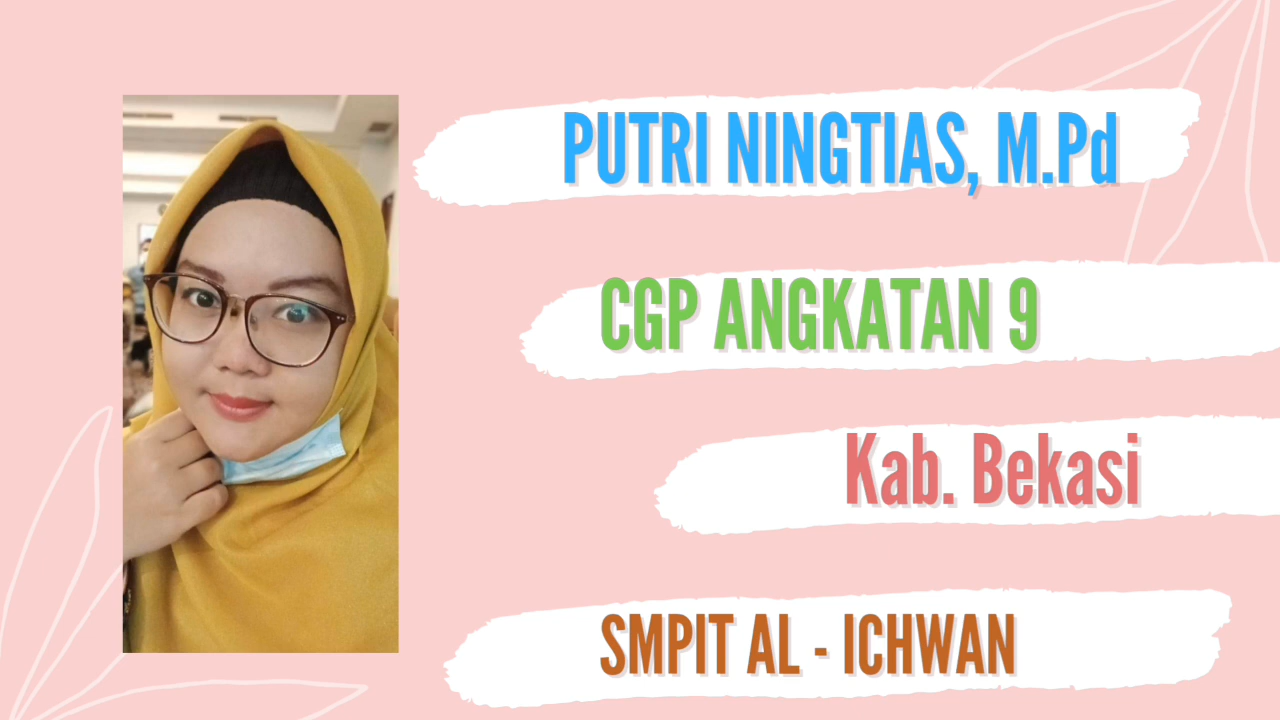 PUTRI NINGTIAS, M.Pd
CGP ANGKATAN 9
Kab. Bekasi
SMPIT AL - ICHWAN